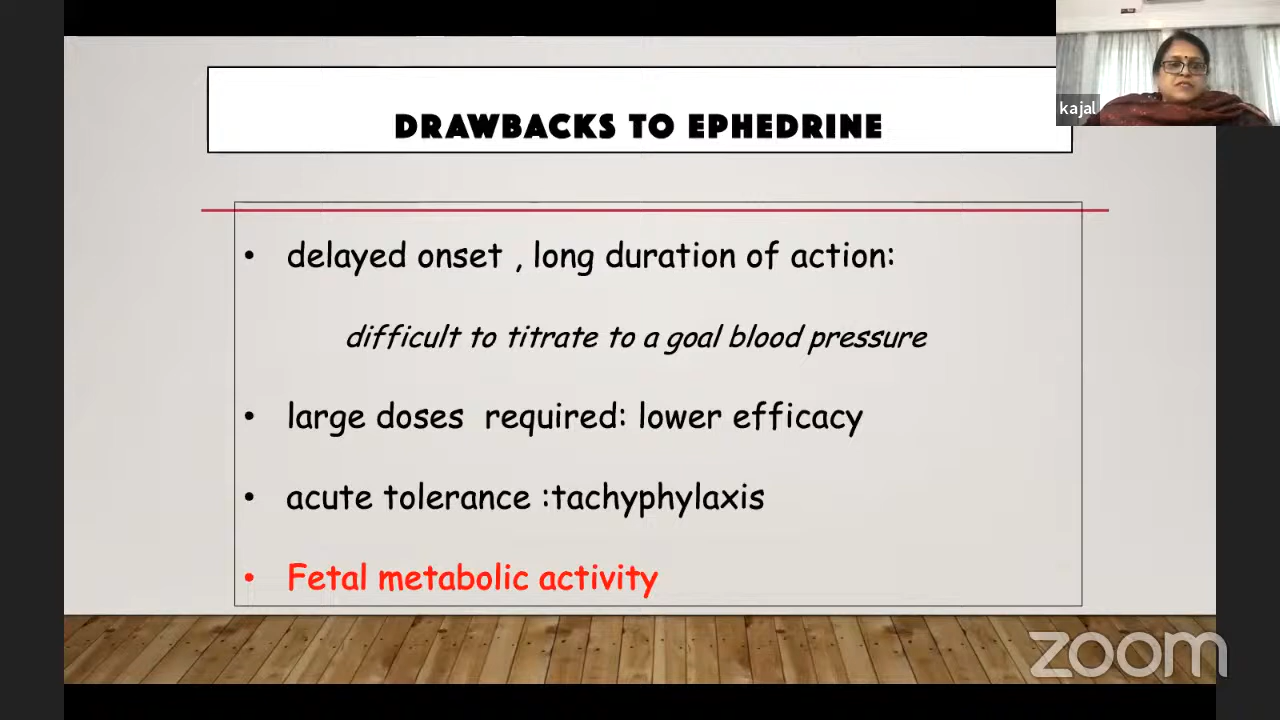 kajal
DRAWBACKS TO EPHEDRINE
• delayed onset , long duration of action:
difficult to titrate to a goal blood pressure
• large doses required: lower efficacy
• acute tolerance :tachyphylaxis
• Fetal metabolic activity
zoom